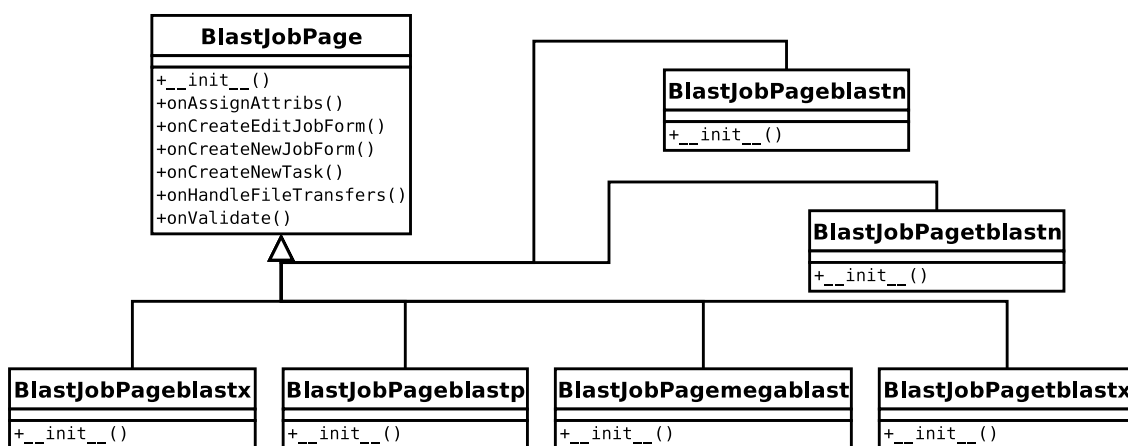 BlastJobPage
+__init__()
+onAssignAttribs()
+onCreateEditJobForm()
+onCreateNewJobForm()
+onCreateNewTask()
+onHandleFileTransfers()
+onValidate()
BlastJobPageblastn
+__init__()
BlastJobPagetblastn
+__init__()
BlastJobPageblastx
+__init__()
BlastJobPageblastp
+__init__()
BlastJobPagemegablast
+__init__()
BlastJobPagetblastx
+__init__()